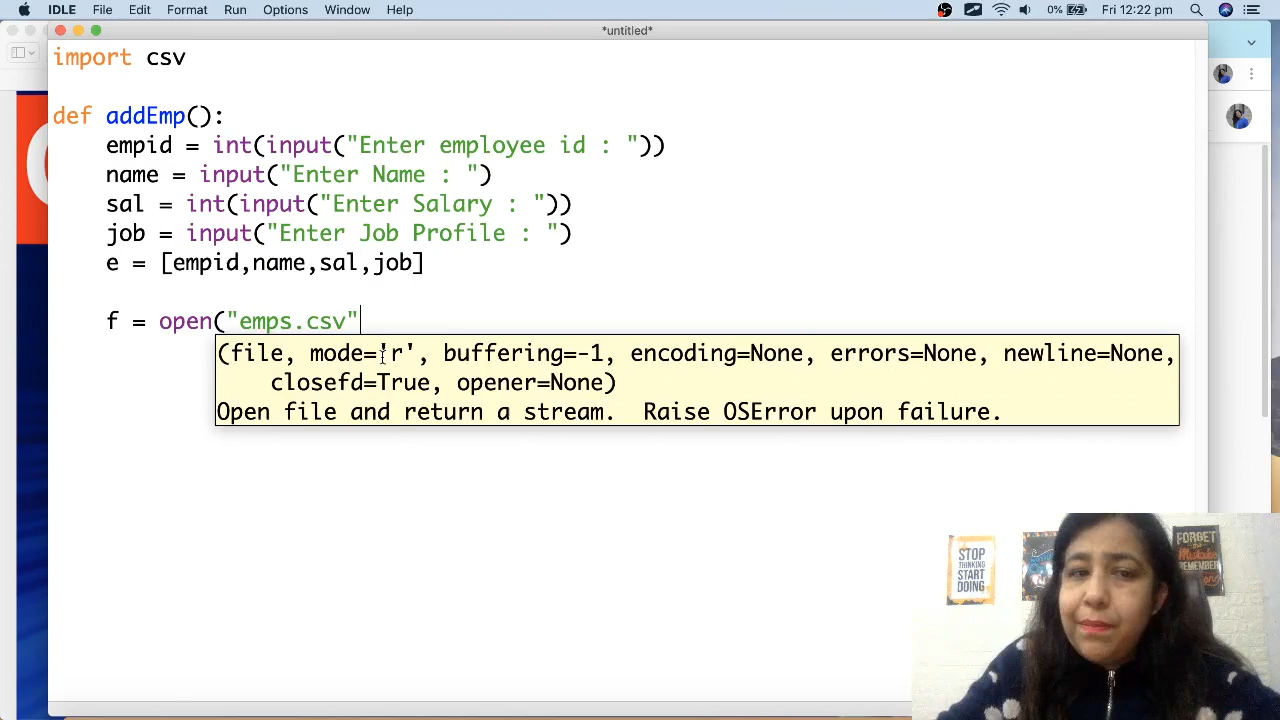 IDLE File Edit Format Run Options Window Help 0% Fri 12:22 pm
*untitled*
import csv
def addEmp():
empid = int(input("Enter employee id : "))
name = input("Enter Name : ")
sal = int(input("Enter Salary : "))
job = input("Enter Job Profile : ")
e = [empid,name,sal,job]
f = open("emps.csv"
(file, mode='r', buffering=-1, encoding=None, errors=None, newline=None,
closefd=True, opener=None)
Open file and return a stream. Raise OSError upon failure.
STOP
THINKING
START
DOING
FORGET
Mistake
REMEMBER